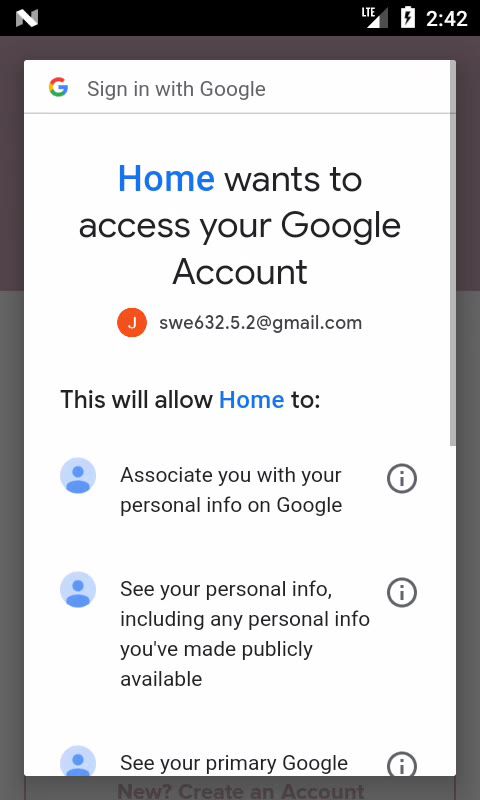 LTE 2:42
Sign in with Google
Home wants to
access your Google
Account
J swe632.5.2@gmail.com
This will allow Home to:
Associate you with your
personal info on Google
See your personal info,
including any personal info
you've made publicly
available
See your primary Google
New? Create an Account